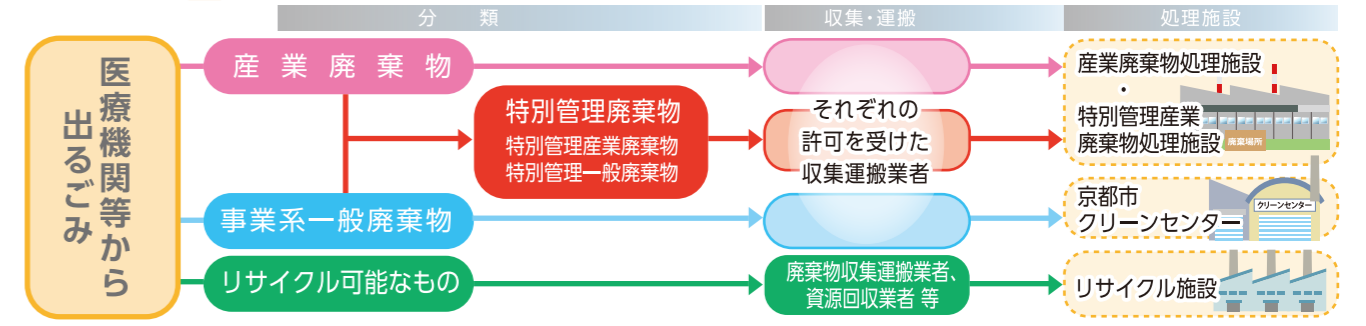 分類
収集・運搬
処理施設
医療機関等から
出るごみ
産業廃棄物
特別管理廃棄物
特別管理産業廃棄物
特別管理一般廃棄物
事業系一般廃棄物
リサイクル可能なもの
それぞれの
許可を受けた
収集運搬業者
廃棄物収集運搬業者、
資源回収業者 等
産業廃棄物処理施設
・
特別管理産業
廃棄物処理施設
廃棄場所
京都市
クリーンセンター
クリーンセンター
リサイクル施設